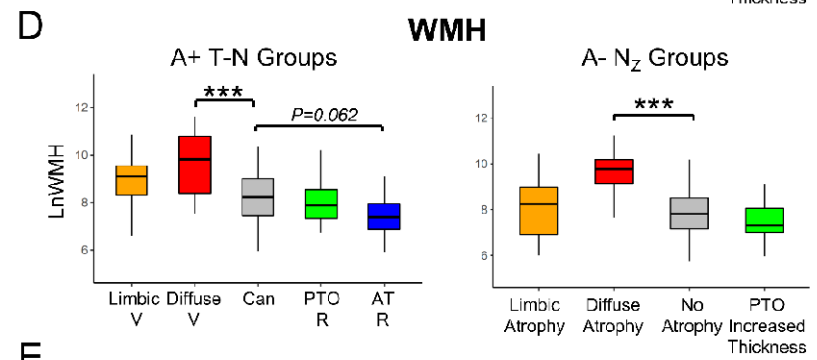 Thickness
D
WMH
A+ T-N Groups
A- Nz Groups
***
P=0.062
***
LnWMH
12
10
8
6
12
10
8
6
Limbic Diffuse Can PTO AT
V V R R
Limbic Diffuse No PTO
Atrophy Atrophy Atrophy Increased
Thickness